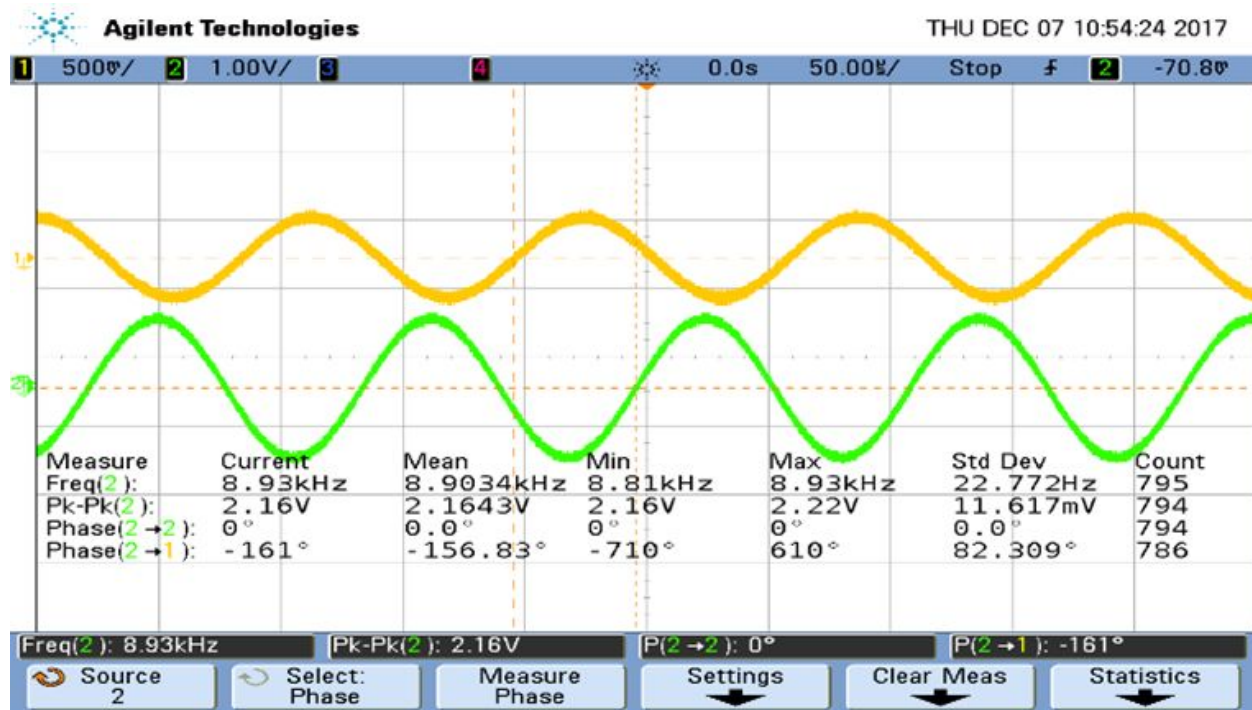 Agilent Technologies THU DEC 07 10:54:24 2017
1 500mV/ 2 1.00V/ 3 4 0.0s 50.00µs/ Stop 2 -70.8mV
1
2
Measure Current Mean Min Max Std Dev Count
Freq(2): 8.93kHz 8.9034kHz 8.81kHz 8.93kHz 22.772Hz 795
Pk-Pk(2): 2.16V 2.1643V 2.16V 2.22V 11.617mV 794
Phase(2→2): 0° 0.0° 0° 0° 0.0° 794
Phase(2→1): -161° -156.83° -710° 610° 82.309° 786
Freq(2): 8.93kHz Pk-Pk(2): 2.16V P(2→2): 0° P(2→1): -161°
Source Select: Measure Settings Clear Meas Statistics
2 Phase Phase